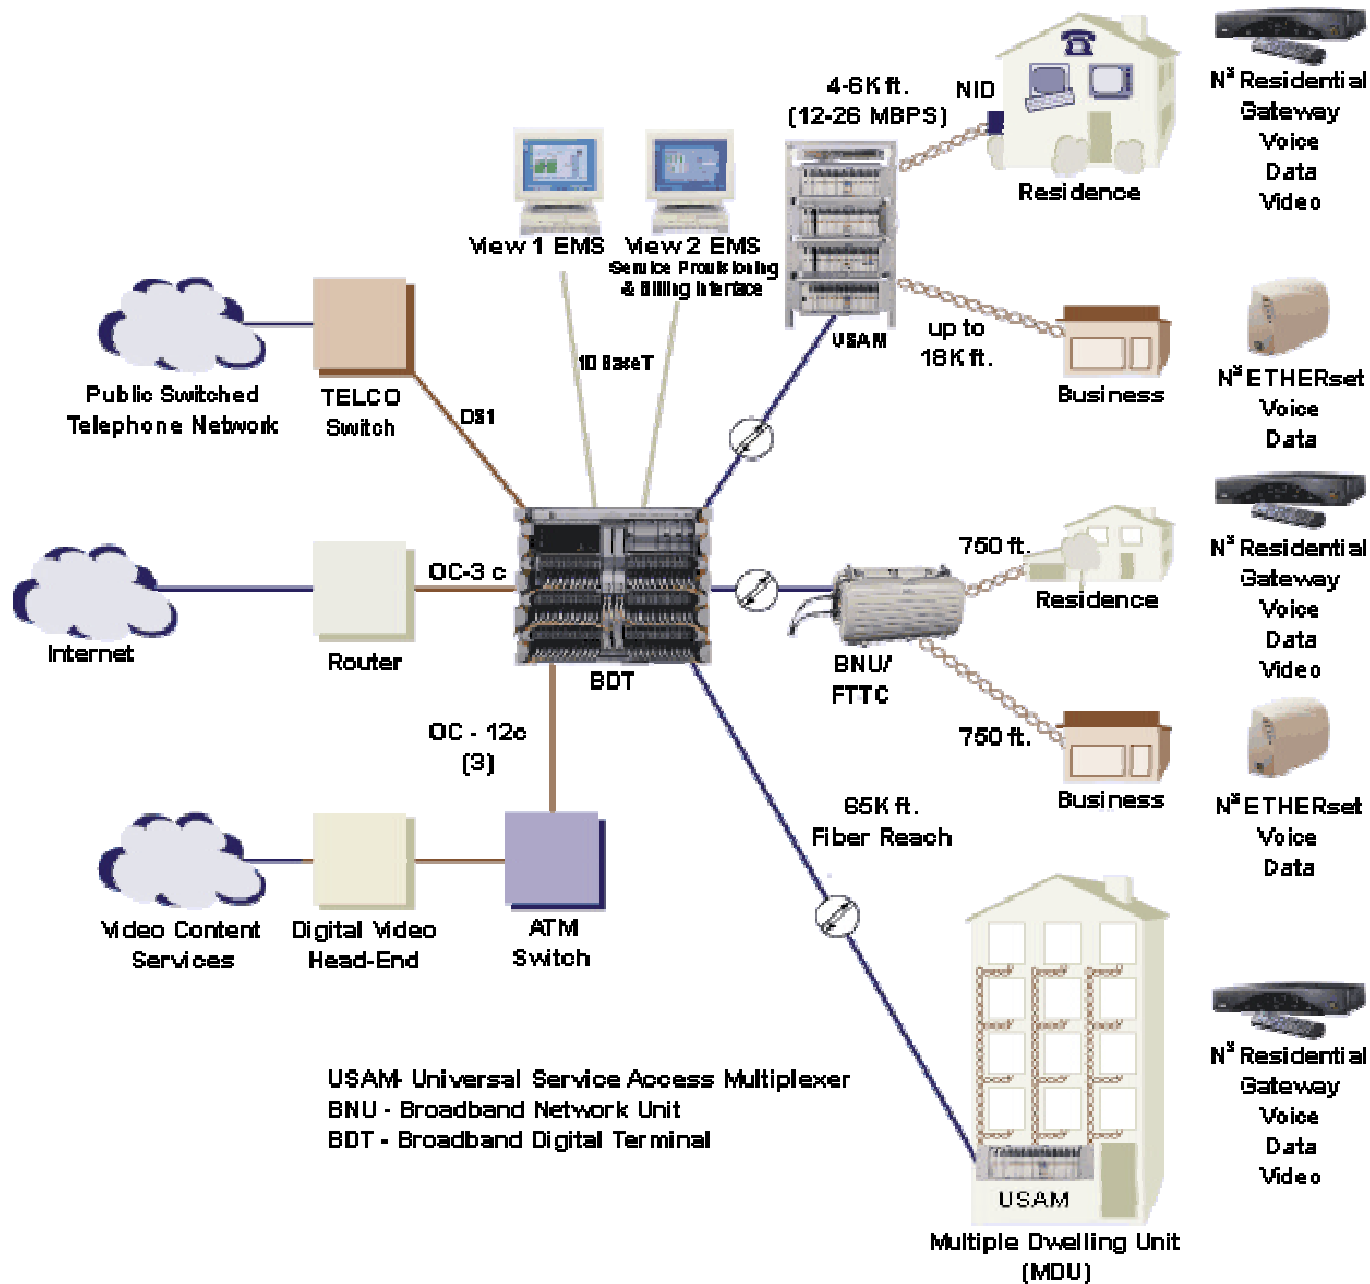 4-6K ft.
(12-26 MBPS)
NID
Residence
N³ Residential
Gateway
Voice
Data
Video
View 1 EMS
View 2 EMS
Service Provisioning
& Billing Interface
10 BaseT
USAM
up to
18K ft.
Business
N³ ETHERset
Voice
Data
Public Switched
Telephone Network
TELCO
Switch
DS1
Internet
Router
OC-3 c
BDT
750 ft.
Residence
BNU/
FTTC
N³ Residential
Gateway
Voice
Data
Video
750 ft.
Business
N³ ETHERset
Voice
Data
OC - 12c
(3)
65K ft.
Fiber Reach
Video Content
Services
Digital Video
Head-End
ATM
Switch
USAM- Universal Service Access Multiplexer
BNU - Broadband Network Unit
BDT - Broadband Digital Terminal
USAM
Multiple Dwelling Unit
(MDU)
N³ Residential
Gateway
Voice
Data
Video